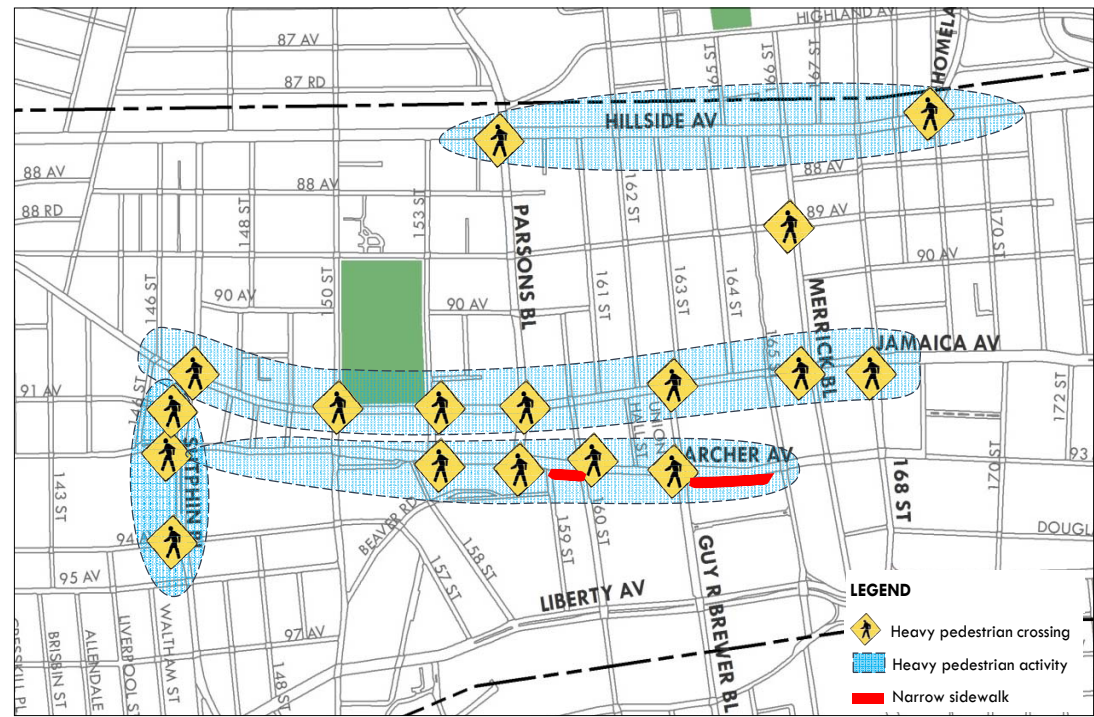 HIGHLAND AV
87 AV
87 RD
165 ST
166 ST
167 ST
HILLSIDE AV
88 AV
88 AV
88 AV
88 RD
148 ST
153 ST
162 ST
89 AV
170 ST
PARSONS BL
90 AV
146 ST
150 ST
90 AV
90 AV
161 ST
163 ST
164 ST
MERRICK BL
JAMAICA AV
91 AV
146 ST
UNION
HALL ST
172 ST
SUTPHIN BL
ARCHER AV
93
143 ST
168 ST
170 ST
BEAVER RD
159 ST
160 ST
158 ST
157 ST
95 AV
LIBERTY AV
GUY R BREWER BL
97 AV
148 ST
BRISBIN ST
ALLENDALE
LIVERPOOL ST
WALTHAM ST
LEGEND
Heavy pedestrian crossing
Heavy pedestrian activity
Narrow sidewalk